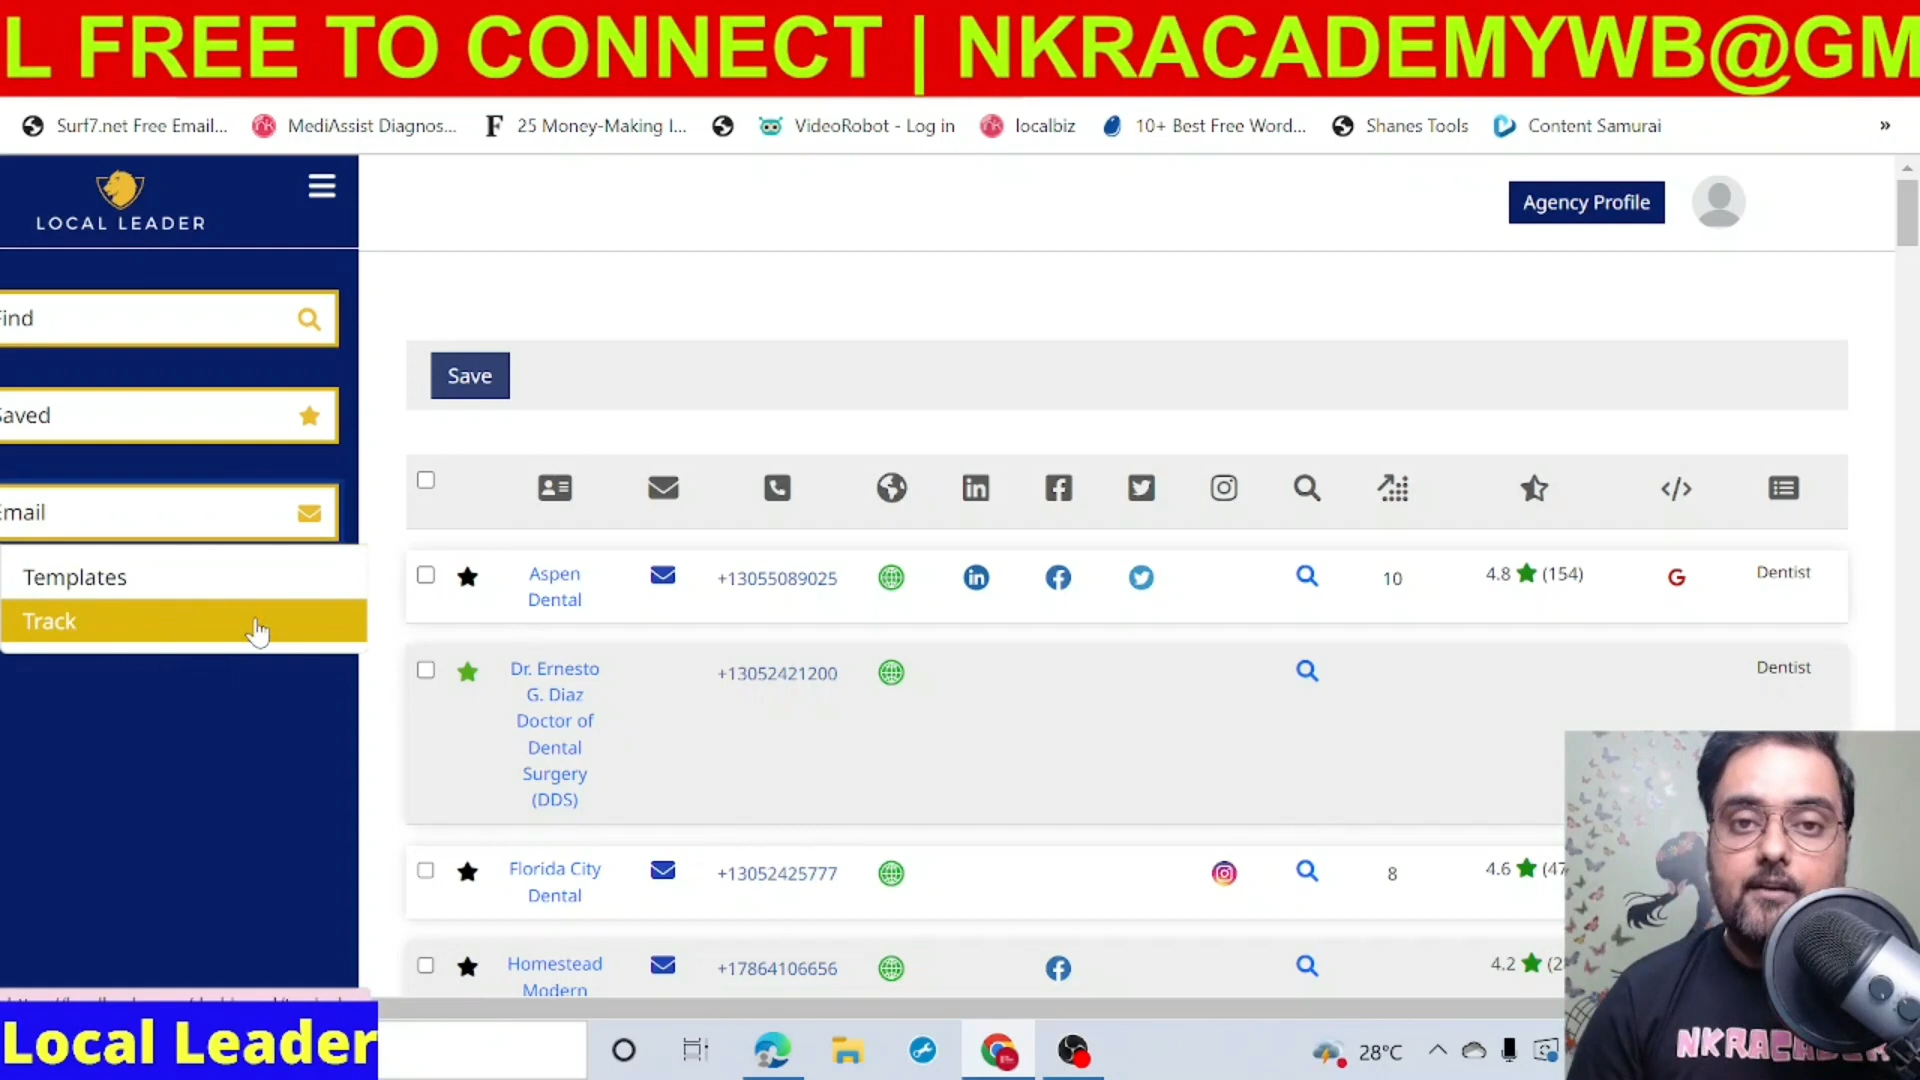 L FREE TO CONNECT | NKRACADEMYWB@GM
Surf7.net Free Email... MediAssist Diagnos... 25 Money-Making I... VideoRobot - Log in localbiz 10+ Best Free Word... Shanes Tools Content Samurai »
LOCAL LEADER
Agency Profile
Find
Saved
Email
Templates
Track
Save
Aspen Dental +13055089025 10 4.8 (154) G Dentist
Dr. Ernesto G. Diaz Doctor of Dental Surgery (DDS) +13052421200 Dentist
Florida City Dental +13052425777 8 4.6 (47
Homestead Modern +17864106656 4.2 (2
Local Leader
28°C